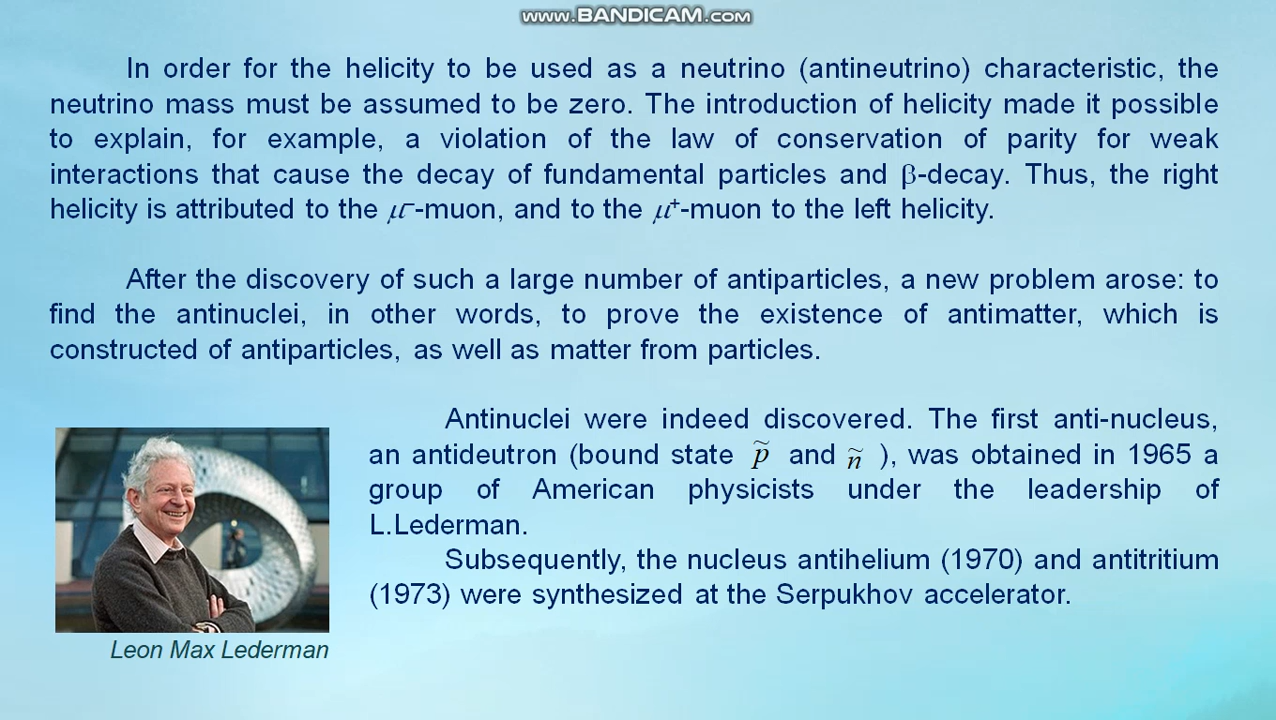 www.BANDICAM.com
In order for the helicity to be used as a neutrino (antineutrino) characteristic, the
neutrino mass must be assumed to be zero. The introduction of helicity made it possible
to explain, for example, a violation of the law of conservation of parity for weak
interactions that cause the decay of fundamental particles and β-decay. Thus, the right
helicity is attributed to the μ⁻-muon, and to the μ⁺-muon to the left helicity.
After the discovery of such a large number of antiparticles, a new problem arose: to
find the antinuclei, in other words, to prove the existence of antimatter, which is
constructed of antiparticles, as well as matter from particles.
Antinuclei were indeed discovered. The first anti-nucleus,
an antideutron (bound state p̃ and ñ ), was obtained in 1965 a
group of American physicists under the leadership of
L.Lederman.
Subsequently, the nucleus antihelium (1970) and antitritium
(1973) were synthesized at the Serpukhov accelerator.
Leon Max Lederman